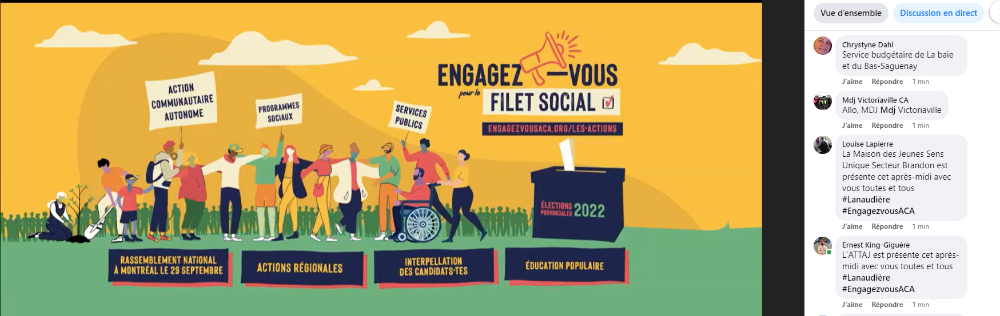 ENGAGEZ—VOUS
pour le
FILET SOCIAL
ENGAGEZVOUSACA.ORG/LES-ACTIONS
ACTION
COMMUNAUTAIRE
AUTONOME
PROGRAMMES
SOCIAUX
SERVICES
PUBLICS
ÉLECTIONS
PROVINCIALES
2022
RASSEMBLEMENT NATIONAL
À MONTRÉAL LE 29 SEPTEMBRE
ACTIONS RÉGIONALES
INTERPELLATION
DES CANDIDATS-TES
ÉDUCATION POPULAIRE
Vue d'ensemble
Discussion en direct
Chrystyne Dahl
Service budgétaire de La baie
et du Bas-Saguenay
J'aime Répondre 1 min
Mdj Victoriaville CA
Allo, MDJ Mdj Victoriaville
J'aime Répondre 1 min
Louise Lapierre
La Maison des Jeunes Sens
Unique Secteur Brandon est
présente cet après-midi avec
vous toutes et tous
#Lanaudière
#EngagezvousACA
J'aime Répondre 1 min
Ernest King-Giguère
L'ATTAJ est présente cet après-
midi avec vous toutes et tous
#Lanaudière
#EngagezvousACA
J'aime Répondre 1 min